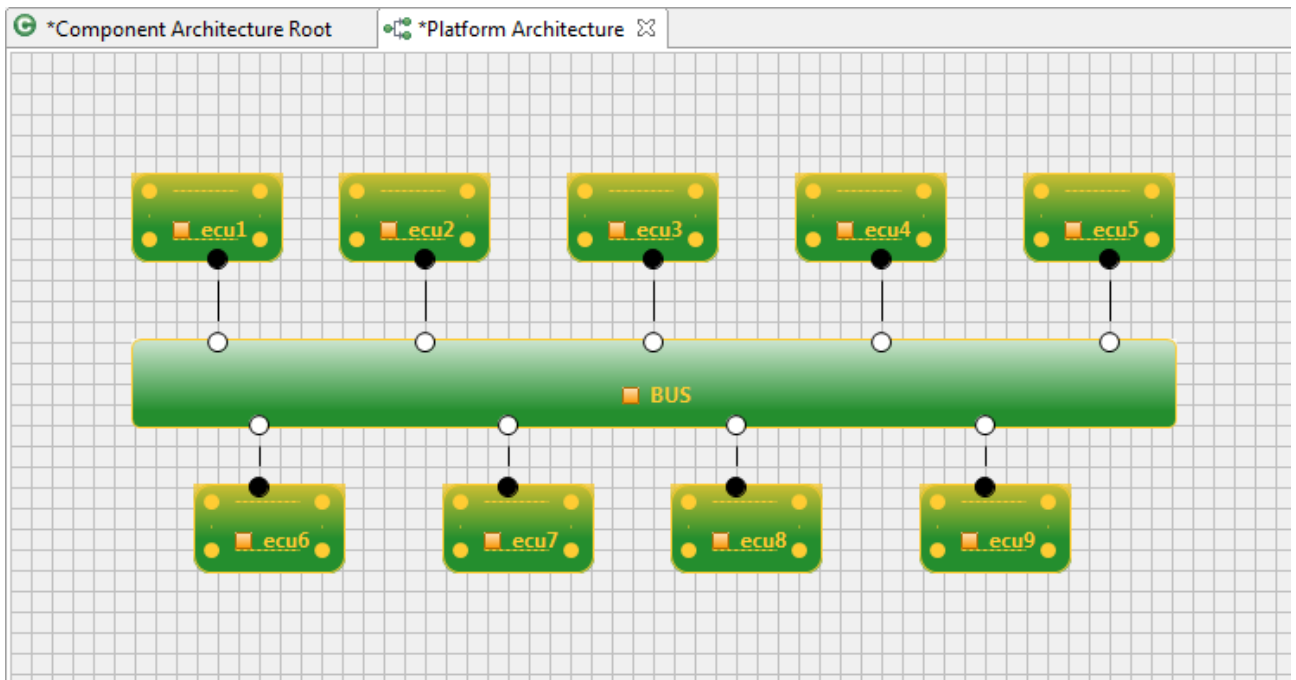 *Component Architecture Root
*Platform Architecture
ecu1
ecu2
ecu3
ecu4
ecu5
BUS
ecu6
ecu7
ecu8
ecu9